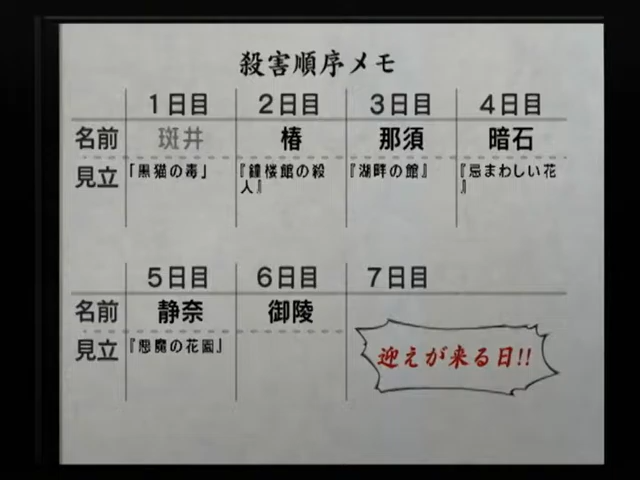 殺害順序メモ
1日目 2日目 3日目 4日目
名前 斑井 椿 那須 暗石
見立 「黒猫の毒」 『鐘楼館の殺人』 『湖畔の館』 『忌まわしい花』
5日目 6日目 7日目
名前 静奈 御陵
見立 『悪魔の花園』
迎えが来る日!!